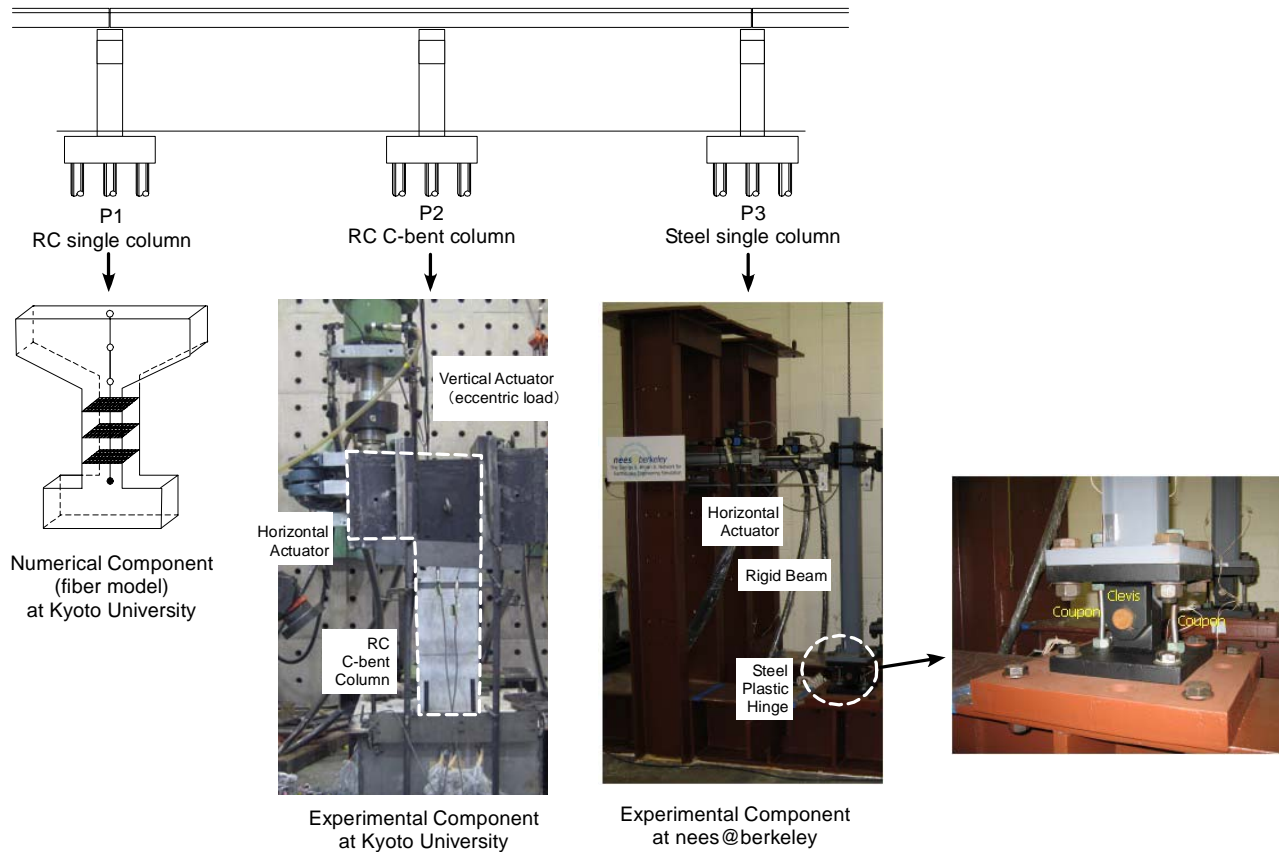 P1
RC single column
P2
RC C-bent column
P3
Steel single column
Numerical Component
(fiber model)
at Kyoto University
Vertical Actuator
（eccentric load）
Horizontal
Actuator
RC
C-bent
Column
Experimental Component
at Kyoto University
nees@berkeley
Horizontal
Actuator
Rigid Beam
Steel
Plastic
Hinge
Experimental Component
at nees@berkeley
Clevis
Coupon
Coupon